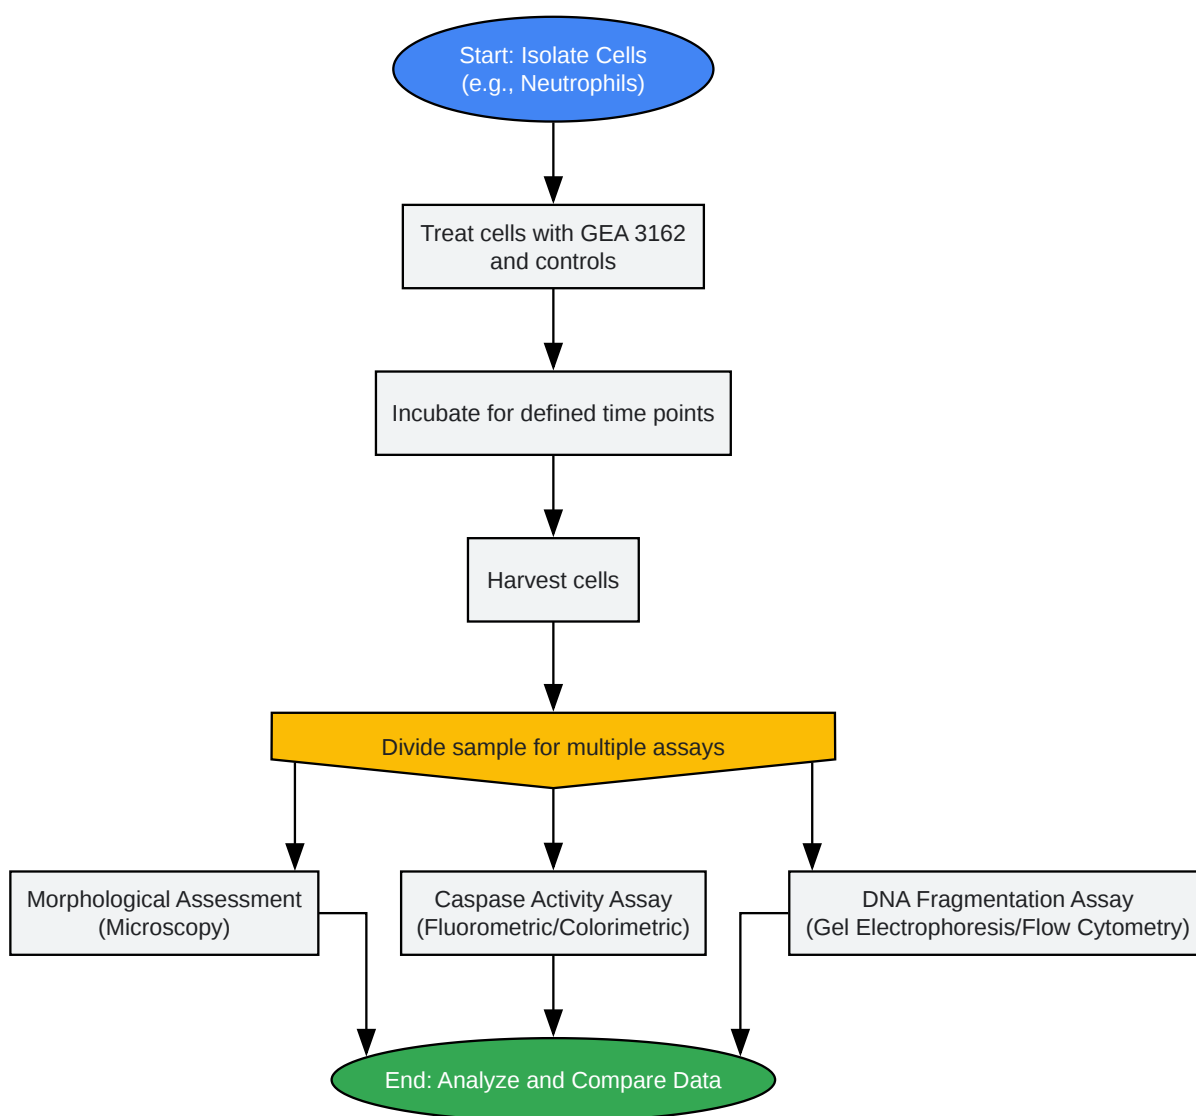 Start: Isolate Cells
(e.g., Neutrophils)
Treat cells with GEA 3162
and controls
Incubate for defined time points
Harvest cells
Divide sample for multiple assays
Morphological Assessment
(Microscopy)
Caspase Activity Assay
(Fluorometric/Colorimetric)
DNA Fragmentation Assay
(Gel Electrophoresis/Flow Cytometry)
End: Analyze and Compare Data